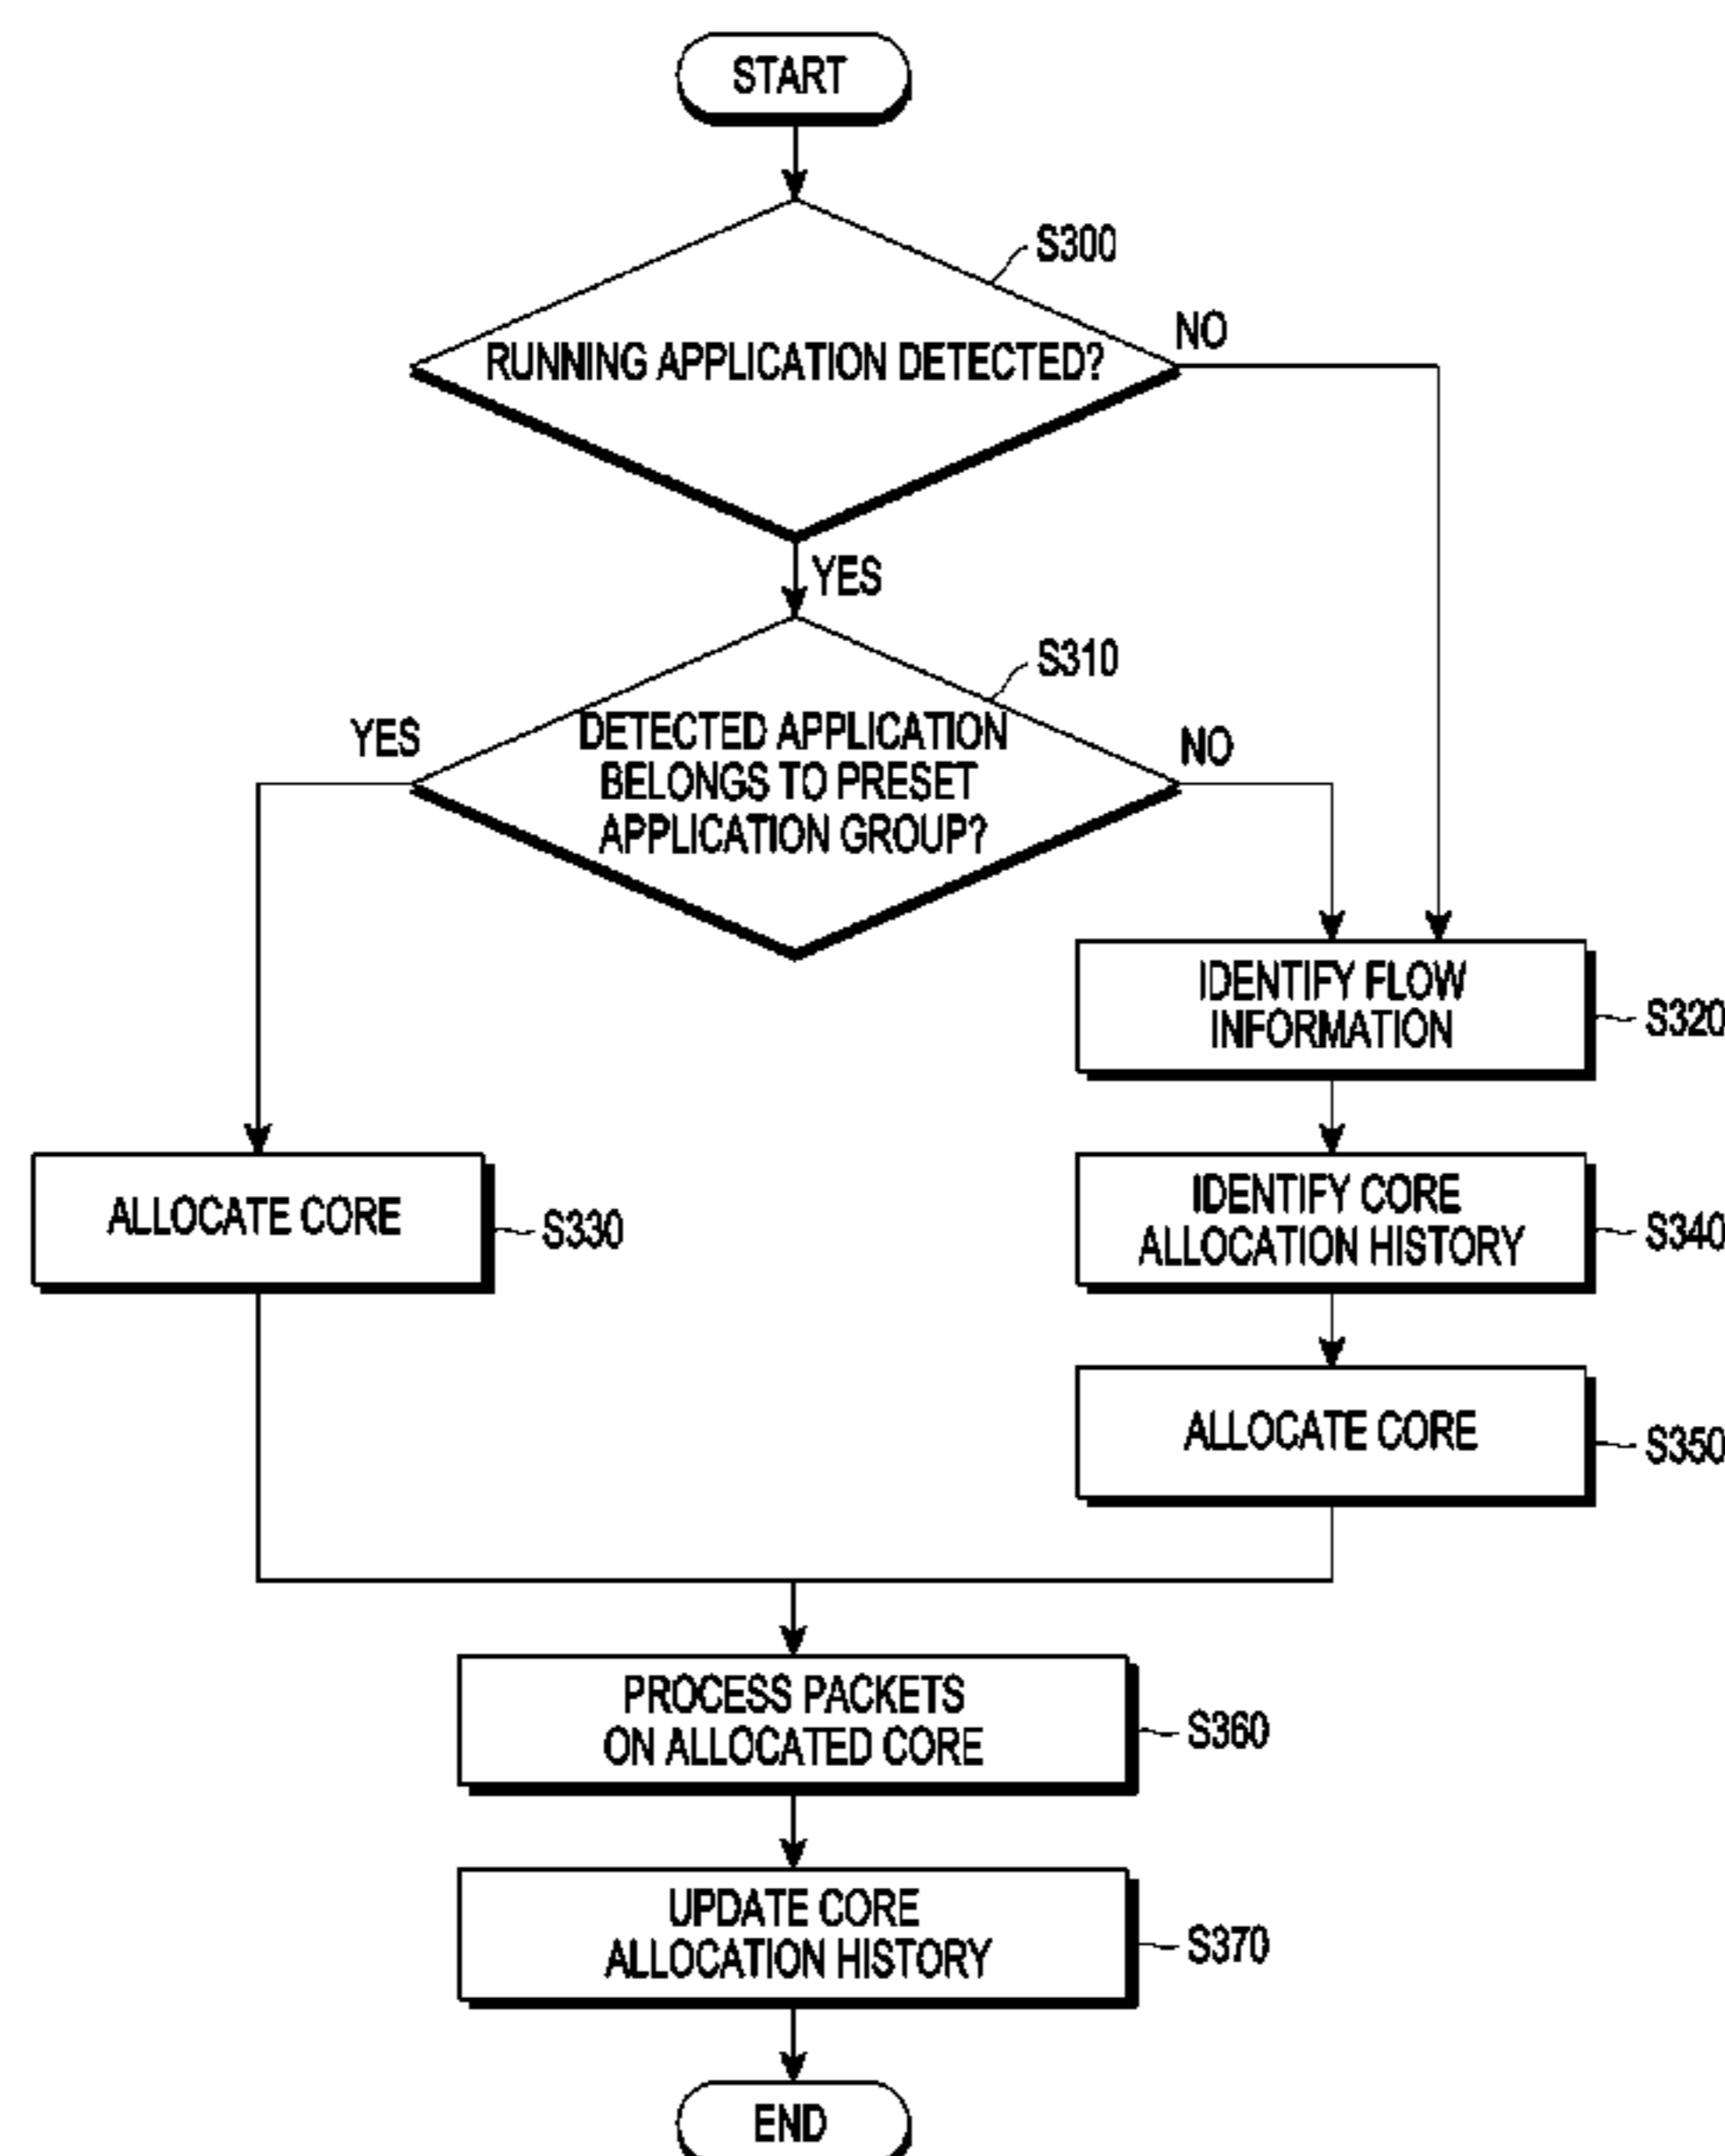 START
S300
NO
RUNNING APPLICATION DETECTED?
YES
S310
YES
NO
DETECTED APPLICATION
BELONGS TO PRESET
APPLICATION GROUP?
IDENTIFY FLOW
INFORMATION
S320
ALLOCATE CORE
S330
IDENTIFY CORE
ALLOCATION HISTORY
S340
ALLOCATE CORE
S350
PROCESS PACKETS
ON ALLOCATED CORE
S360
UPDATE CORE
ALLOCATION HISTORY
S370
END